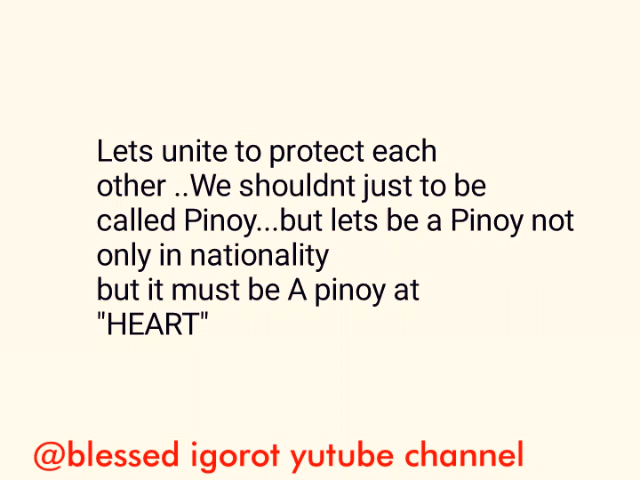 Lets unite to protect each
other ..We shouldnt just to be
called Pinoy...but lets be a Pinoy not
only in nationality
but it must be A pinoy at
"HEART"
@blessed igorot yutube channel